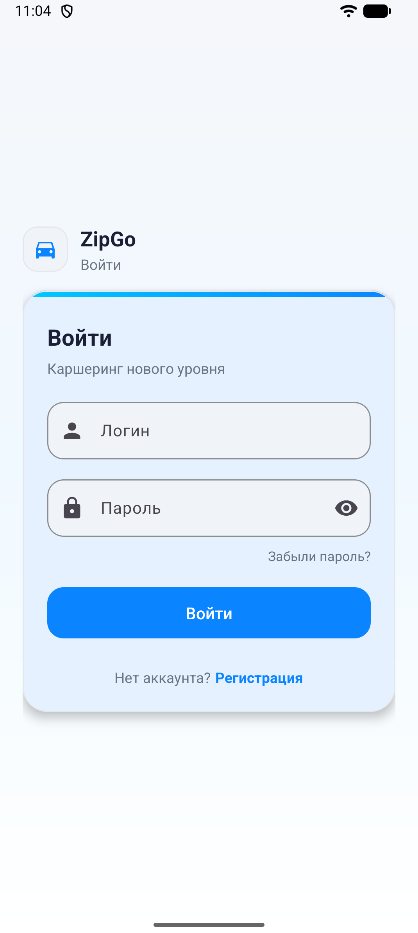 11:04
ZipGo
Войти
Войти
Каршеринг нового уровня
Логин
Пароль
Забыли пароль?
Войти
Нет аккаунта? Регистрация